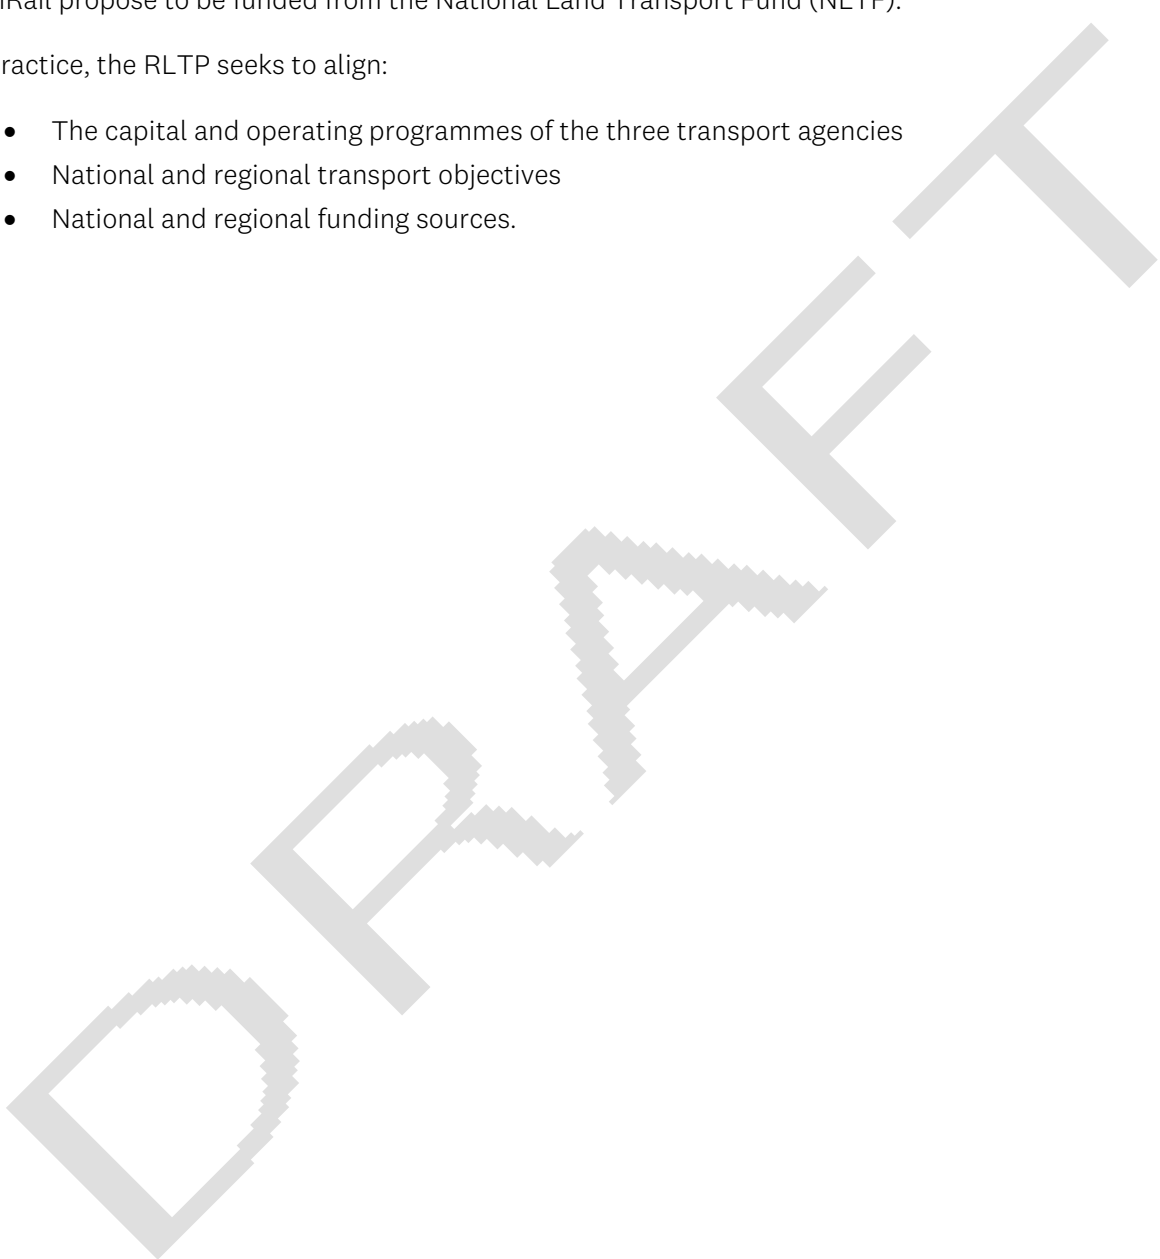 iRail propose to be funded from the National Land Transport Fund (NLTF).
ractice, the RLTP seeks to align:
• The capital and operating programmes of the three transport agencies
• National and regional transport objectives
• National and regional funding sources.
DRAFT